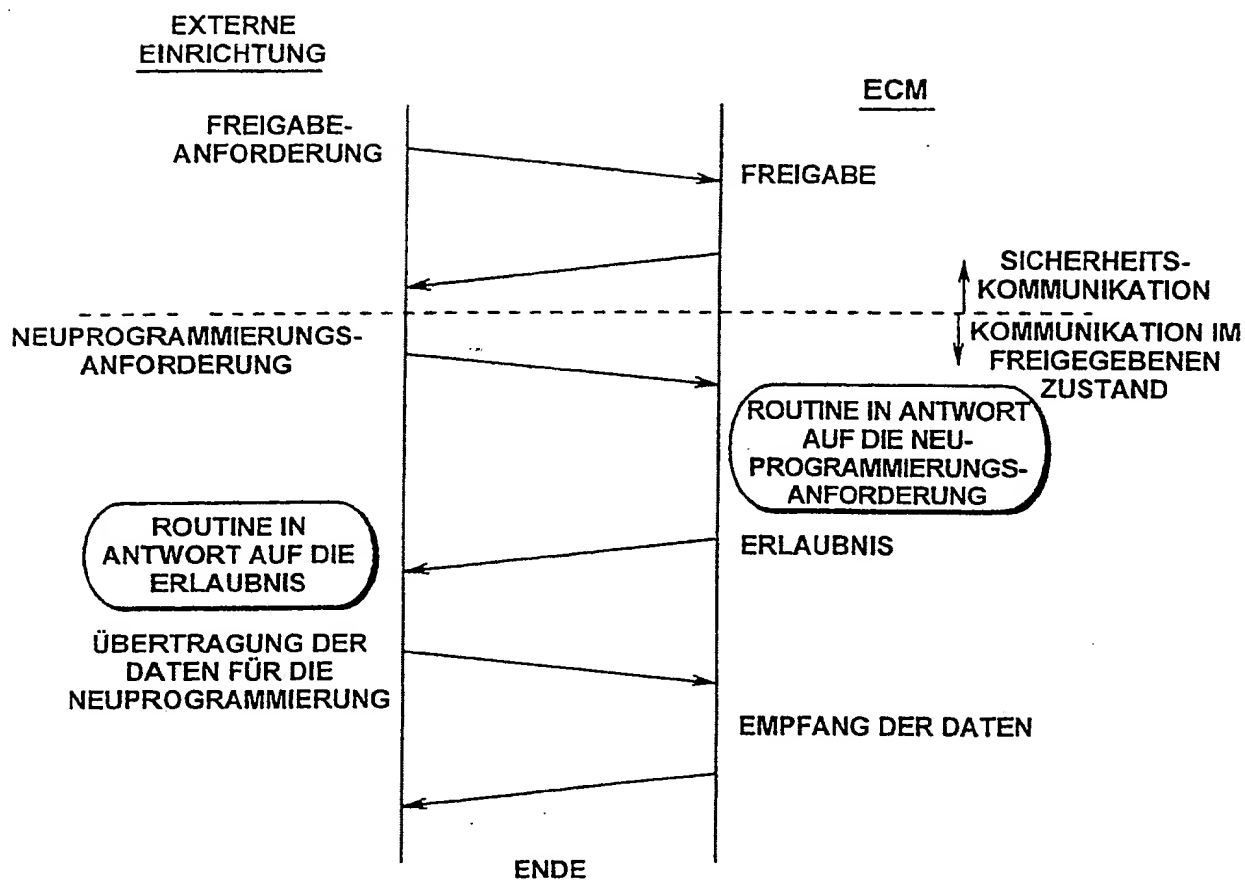 EXTERNE
EINRICHTUNG
ECM
FREIGABE-
ANFORDERUNG
FREIGABE
SICHERHEITS-
KOMMUNIKATION
NEUPROGRAMMIERUNGS-
ANFORDERUNG
KOMMUNIKATION IM
FREIGEGEBENEN
ZUSTAND
ROUTINE IN ANTWORT
AUF DIE NEU-
PROGRAMMIERUNGS-
ANFORDERUNG
ROUTINE IN
ANTWORT AUF DIE
ERLAUBNIS
ERLAUBNIS
ÜBERTRAGUNG DER
DATEN FÜR DIE
NEUPROGRAMMIERUNG
EMPFANG DER DATEN
ENDE